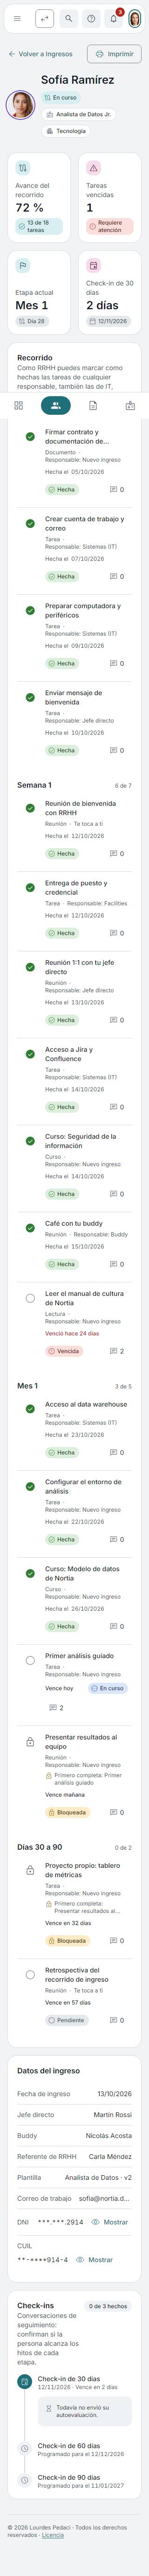 3
Volver a Ingresos
Imprimir
Sofía Ramírez
En curso
Analista de Datos Jr.
Tecnología
Avance del
recorrido
72 %
13 de 18
tareas
Tareas
vencidas
1
Requiere
atención
Etapa actual
Mes 1
Día 28
Check-in de 30
días
2 días
12/11/2026
Recorrido
Como RRHH puedes marcar como
hechas las tareas de cualquier
responsable, también las de IT,
Firmar contrato y
documentación de...
Documento ·
Responsable: Nuevo ingreso
Hecha el 05/10/2026
Hecha
0
Crear cuenta de trabajo y
correo
Tarea ·
Responsable: Sistemas (IT)
Hecha el 07/10/2026
Hecha
0
Preparar computadora y
periféricos
Tarea ·
Responsable: Sistemas (IT)
Hecha el 09/10/2026
Hecha
0
Enviar mensaje de
bienvenida
Tarea ·
Responsable: Jefe directo
Hecha el 10/10/2026
Hecha
0
Semana 1
6 de 7
Reunión de bienvenida
con RRHH
Reunión · Te toca a ti
Hecha el 12/10/2026
Hecha
0
Entrega de puesto y
credencial
Tarea · Responsable: Facilities
Hecha el 12/10/2026
Hecha
0
Reunión 1:1 con tu jefe
directo
Reunión ·
Responsable: Jefe directo
Hecha el 13/10/2026
Hecha
0
Acceso a Jira y
Confluence
Tarea ·
Responsable: Sistemas (IT)
Hecha el 14/10/2026
Hecha
0
Curso: Seguridad de la
información
Curso ·
Responsable: Nuevo ingreso
Hecha el 14/10/2026
Hecha
0
Café con tu buddy
Reunión · Responsable: Buddy
Hecha el 15/10/2026
Hecha
0
Leer el manual de cultura
de Nortia
Lectura ·
Responsable: Nuevo ingreso
Venció hace 24 días
Vencida
2
Mes 1
3 de 5
Acceso al data warehouse
Tarea ·
Responsable: Sistemas (IT)
Hecha el 23/10/2026
Hecha
0
Configurar el entorno de
análisis
Tarea ·
Responsable: Nuevo ingreso
Hecha el 22/10/2026
Hecha
0
Curso: Modelo de datos
de Nortia
Curso ·
Responsable: Nuevo ingreso
Hecha el 26/10/2026
Hecha
0
Primer análisis guiado
Tarea ·
Responsable: Nuevo ingreso
Vence hoy
En curso
2
Presentar resultados al
equipo
Reunión ·
Responsable: Nuevo ingreso
Primero completa: Primer
análisis guiado
Vence mañana
Bloqueada
0
Días 30 a 90
0 de 2
Proyecto propio: tablero
de métricas
Tarea ·
Responsable: Nuevo ingreso
Primero completa:
Presentar resultados al...
Vence en 32 días
Bloqueada
0
Retrospectiva del
recorrido de ingreso
Reunión · Te toca a ti
Vence en 57 días
Pendiente
0
Datos del ingreso
Fecha de ingreso
13/10/2026
Jefe directo
Martín Rossi
Buddy
Nicolás Acosta
Referente de RRHH
Carla Méndez
Plantilla
Analista de Datos · v2
Correo de trabajo
sofia@nortia.d...
DNI
***.***.2914
Mostrar
CUIL
**-****914-4
Mostrar
Check-ins
0 de 3 hechos
Conversaciones de
seguimiento:
confirman si la
persona alcanza los
hitos de cada
etapa.
Check-in de 30 días
12/11/2026 · Vence en 2 días
Todavía no envió su
autoevaluación.
Check-in de 60 días
Programado para el 12/12/2026
Check-in de 90 días
Programado para el 11/01/2027
© 2026 Lourdes Pedaci · Todos los derechos
reservados · Licencia